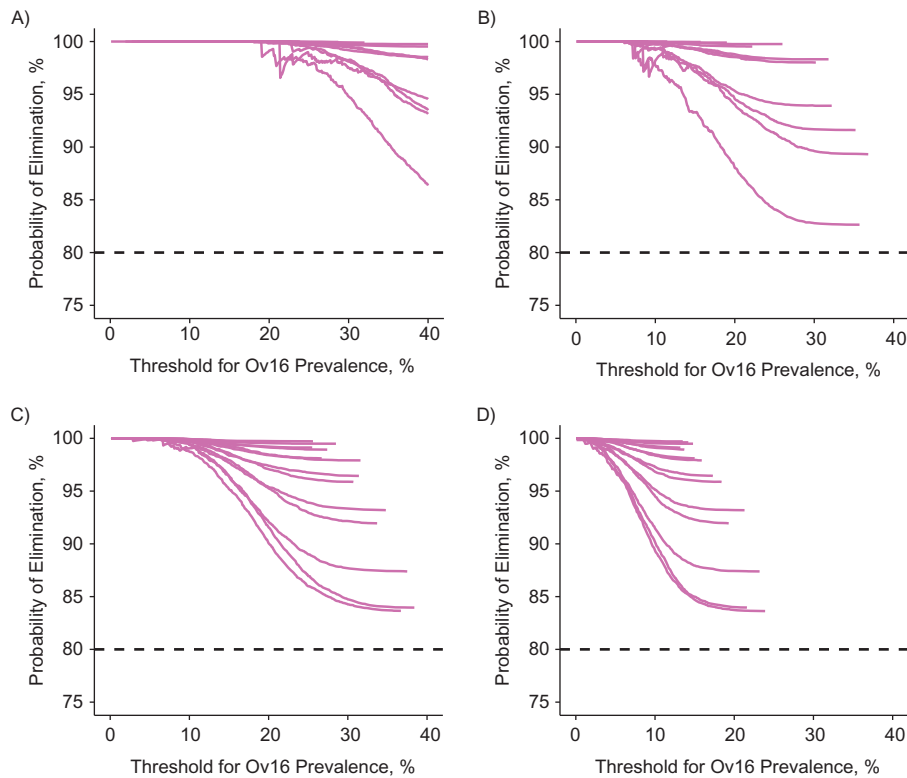 A)
Probability of Elimination, %
100
95
90
85
80
75
0 10 20 30 40
Threshold for Ov16 Prevalence, %
B)
Probability of Elimination, %
100
95
90
85
80
75
0 10 20 30 40
Threshold for Ov16 Prevalence, %
C)
Probability of Elimination, %
100
95
90
85
80
75
0 10 20 30 40
Threshold for Ov16 Prevalence, %
D)
Probability of Elimination, %
100
95
90
85
80
75
0 10 20 30 40
Threshold for Ov16 Prevalence, %